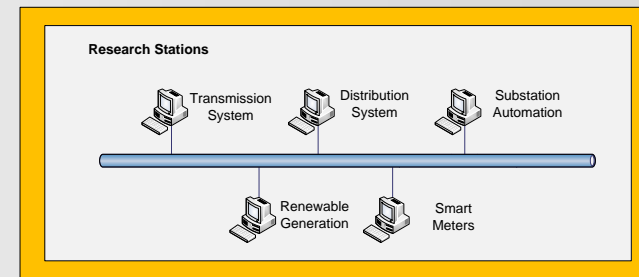 Research Stations
Transmission
System
Distribution
System
Substation
Automation
Renewable
Generation
Smart
Meters